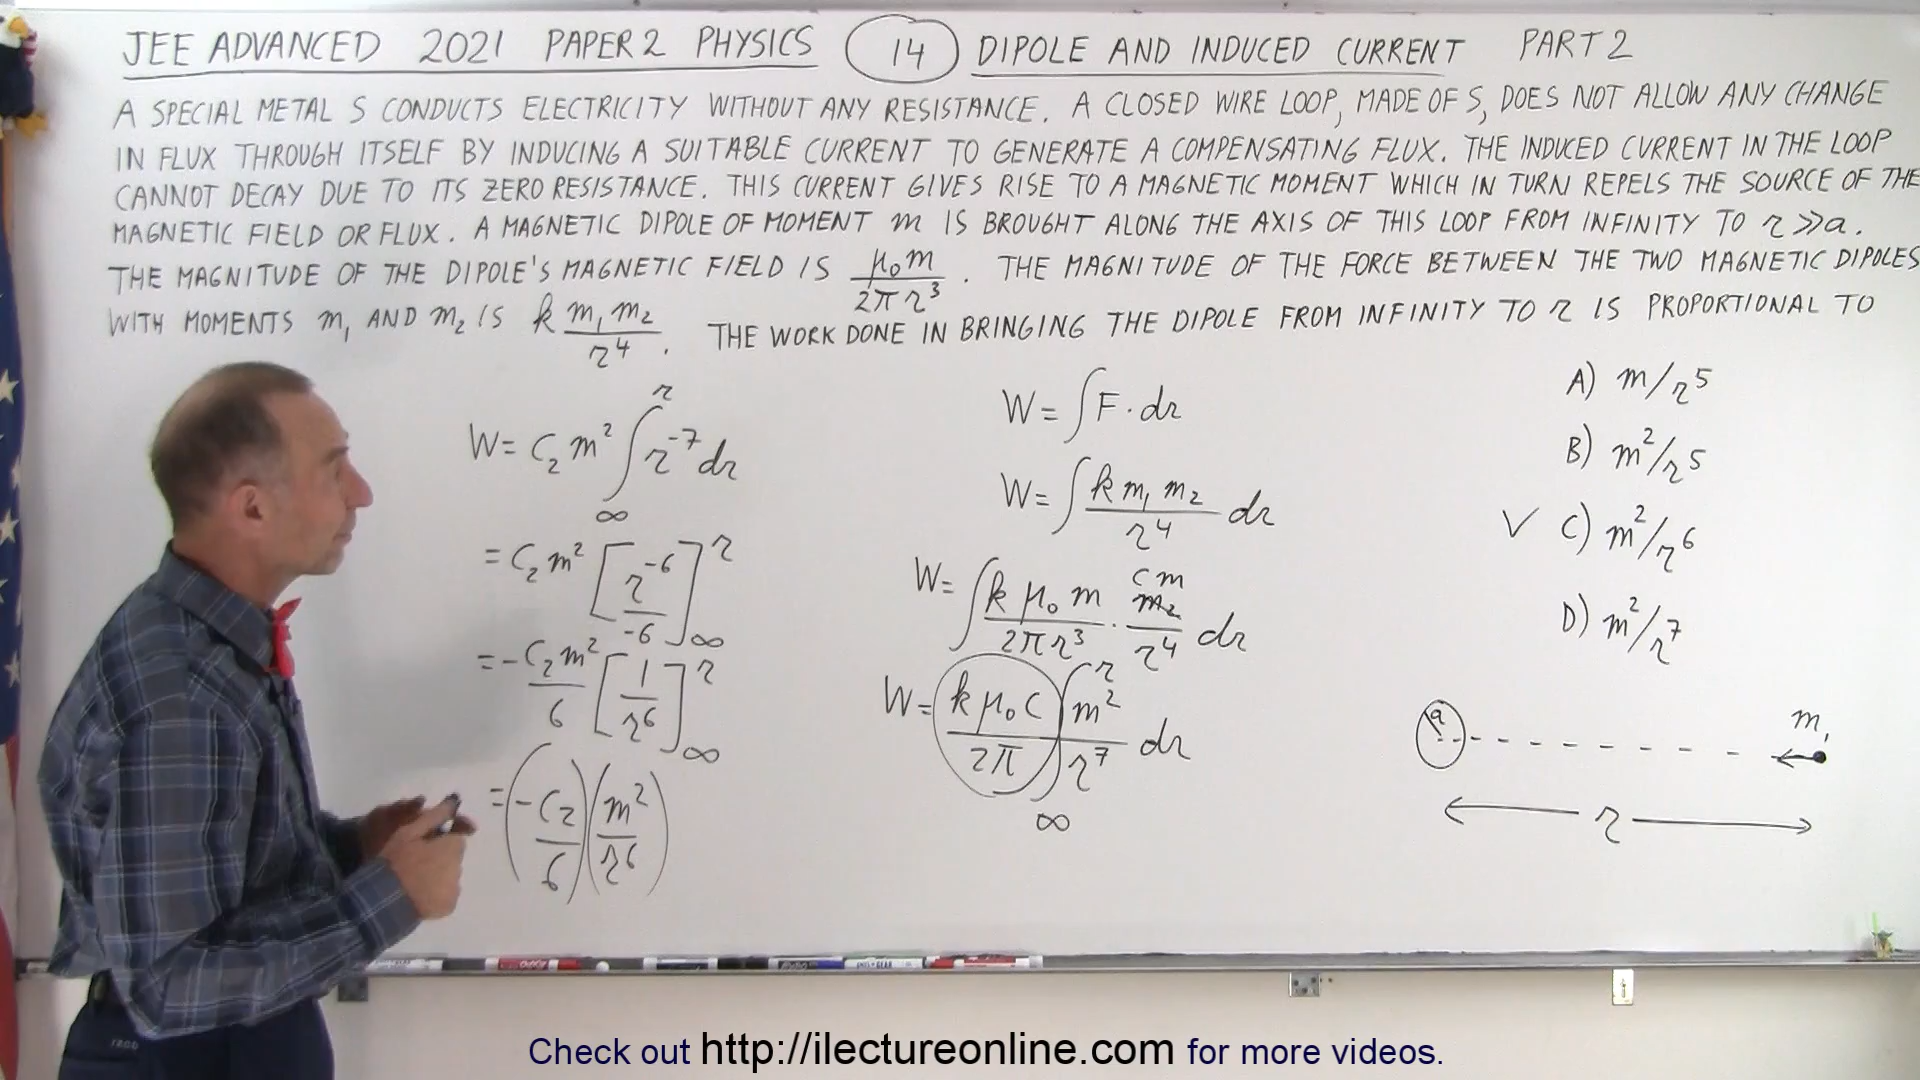 JEE ADVANCED 2021 PAPER 2 PHYSICS 14 DIPOLE AND INDUCED CURRENT PART 2
A SPECIAL METAL S CONDUCTS ELECTRICITY WITHOUT ANY RESISTANCE. A CLOSED WIRE LOOP, MADE OF S, DOES NOT ALLOW ANY CHANGE
IN FLUX THROUGH ITSELF BY INDUCING A SUITABLE CURRENT TO GENERATE A COMPENSATING FLUX. THE INDUCED CURRENT IN THE LOOP
CANNOT DECAY DUE TO ITS ZERO RESISTANCE. THIS CURRENT GIVES RISE TO A MAGNETIC MOMENT WHICH IN TURN REPELS THE SOURCE OF THE
MAGNETIC FIELD OR FLUX. A MAGNETIC DIPOLE OF MOMENT m IS BROUGHT ALONG THE AXIS OF THIS LOOP FROM INFINITY TO r >> a.
THE MAGNITUDE OF THE DIPOLE'S MAGNETIC FIELD IS μ₀m/2πr³. THE MAGNITUDE OF THE FORCE BETWEEN THE TWO MAGNETIC DIPOLES
WITH MOMENTS m₁ AND m₂ IS k m₁m₂/r⁴. THE WORK DONE IN BRINGING THE DIPOLE FROM INFINITY TO r IS PROPORTIONAL TO
W = C₂m² ∫_∞^r r⁻⁷ dr
= C₂m² [r⁻⁶/-6]_∞^r
= -C₂m²/6 [1/r⁶]_∞^r
= (-C₂/6)(m²/r⁶)
W = ∫F·dr
W = ∫ k m₁ m₂/r⁴ dr
W = ∫ k μ₀ m/2πr³ · cm m₂/r⁴ dr
W = k μ₀ c/2π ∫_∞^r m²/r⁷ dr
A) m/r⁵
B) m²/r⁵
✓ C) m²/r⁶
D) m²/r⁷
a m₁
r
IZOD
Check out http://ilectureonline.com for more videos.